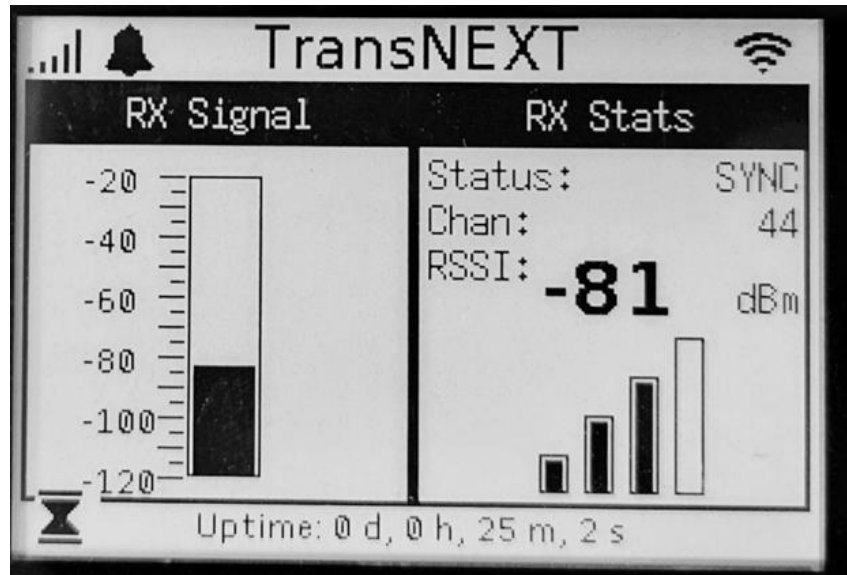 TransNEXT
RX Signal
-20
-40
-60
-80
-100
-120
RX Stats
Status: SYNC
Chan: 44
RSSI: -81 dBm
Uptime: 0 d, 0 h, 25 m, 2 s